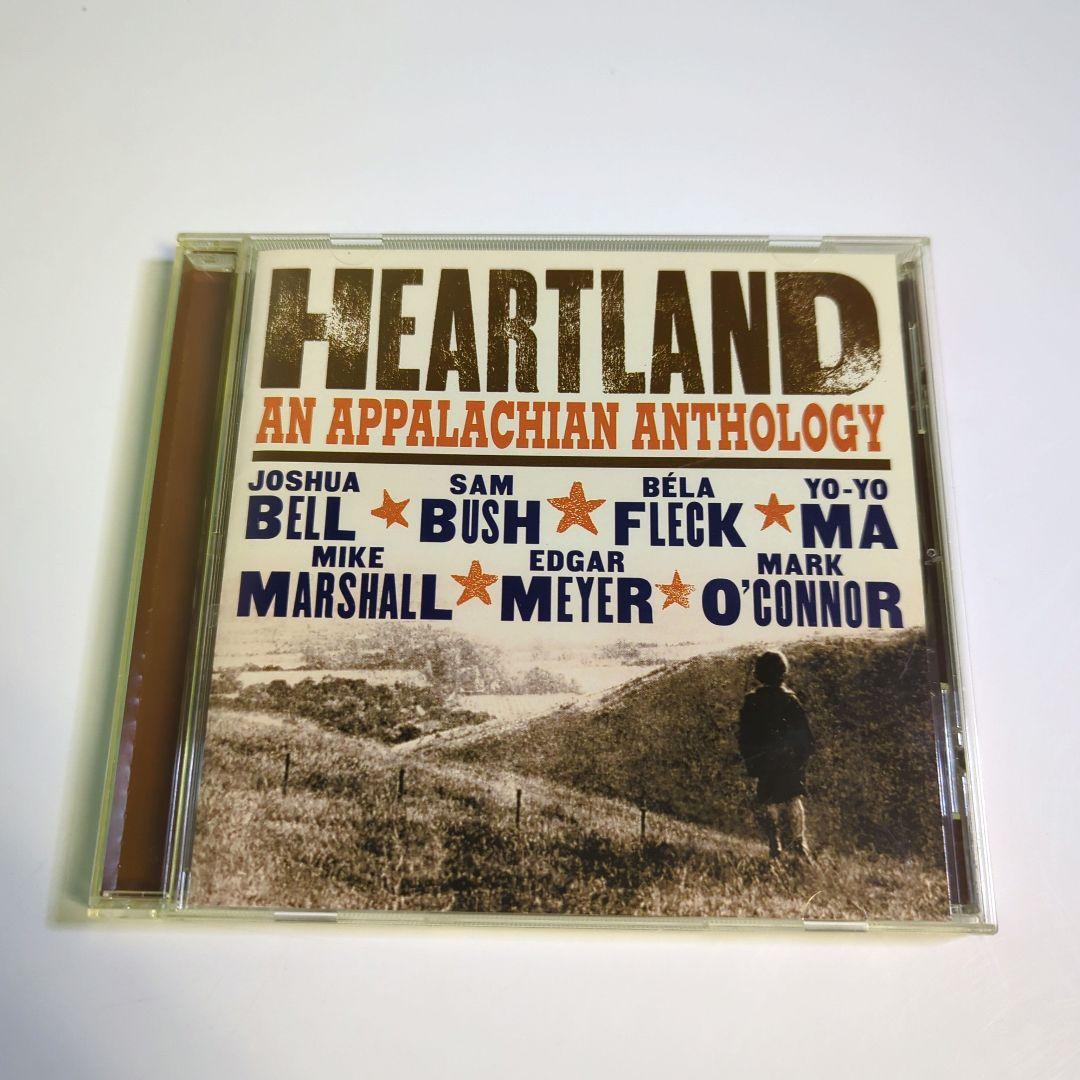 HEARTLAND
AN APPALACHIAN ANTHOLOGY
JOSHUA BELL ★ SAM BUSH ★ BÉLA FLECK ★ YO-YO MA
MIKE MARSHALL ★ EDGAR MEYER ★ MARK O'CONNOR